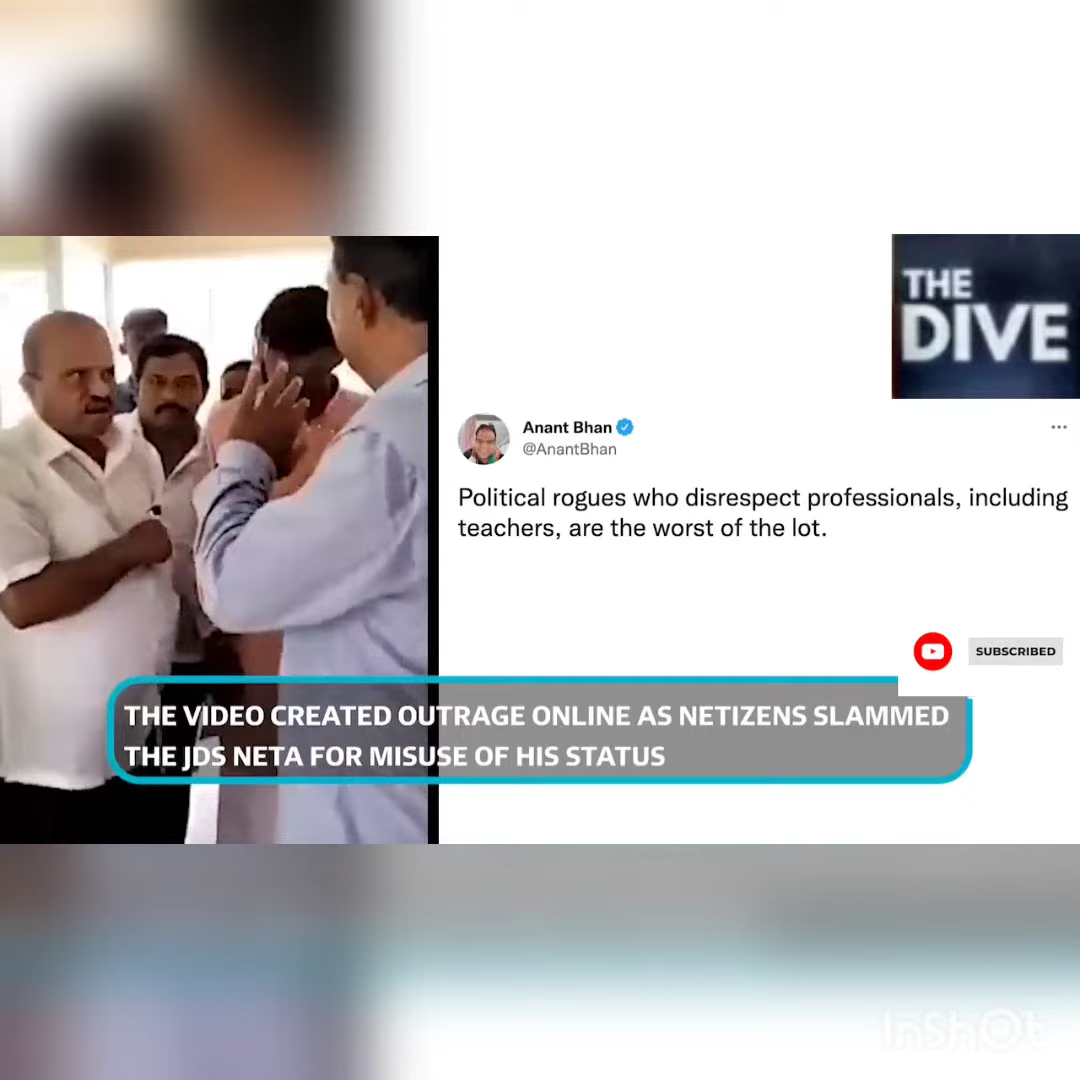 THE
DIVE
Anant Bhan
@AnantBhan
Political rogues who disrespect professionals, including
teachers, are the worst of the lot.
SUBSCRIBED
THE VIDEO CREATED OUTRAGE ONLINE AS NETIZENS SLAMMED
THE JDS NETA FOR MISUSE OF HIS STATUS
InShOt